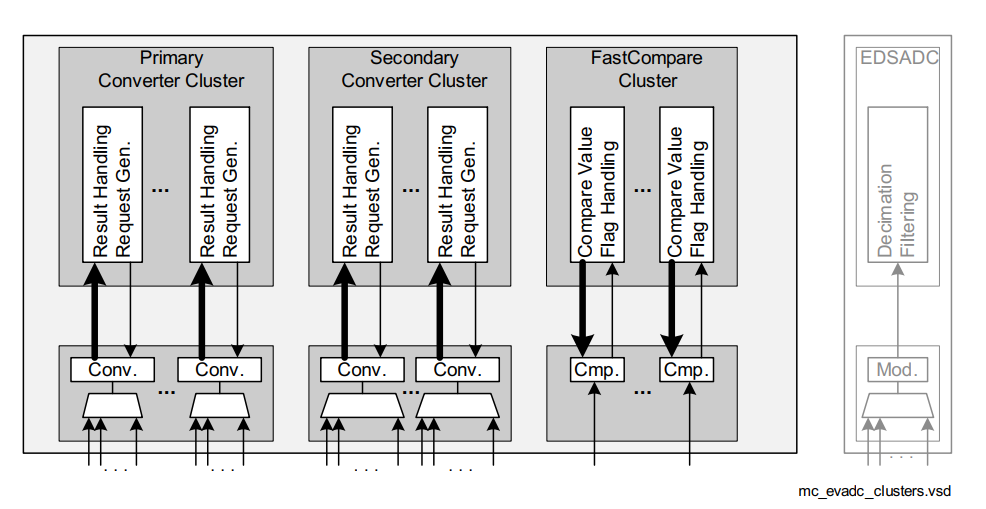 Primary
Converter Cluster
Secondary
Converter Cluster
FastCompare
Cluster
EDSADC
Result Handling
Request Gen.
...
Result Handling
Request Gen.
Result Handling
Request Gen.
...
Result Handling
Request Gen.
Compare Value
Flag Handling
...
Compare Value
Flag Handling
Decimation
Filtering
Conv.
...
Conv.
Conv.
...
Conv.
Cmp.
...
Cmp.
Mod.
. . .
. . .
. . .
. . .
. . .
mc_evadc_clusters.vsd